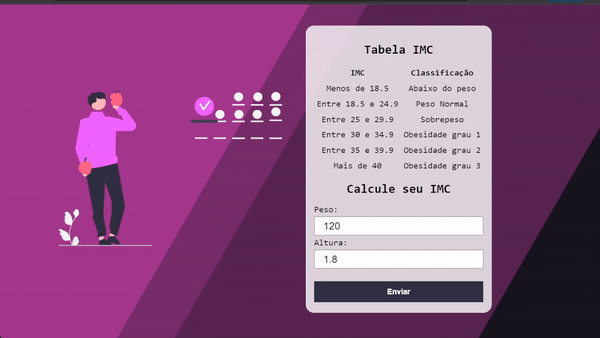 Tabela IMC
IMC Classificação
Menos de 18.5 Abaixo do peso
Entre 18.5 e 24.9 Peso Normal
Entre 25 e 29.9 Sobrepeso
Entre 30 e 34.9 Obesidade grau 1
Entre 35 e 39.9 Obesidade grau 2
Mais de 40 Obesidade grau 3
Calcule seu IMC
Peso:
120
Altura:
1.8
Enviar